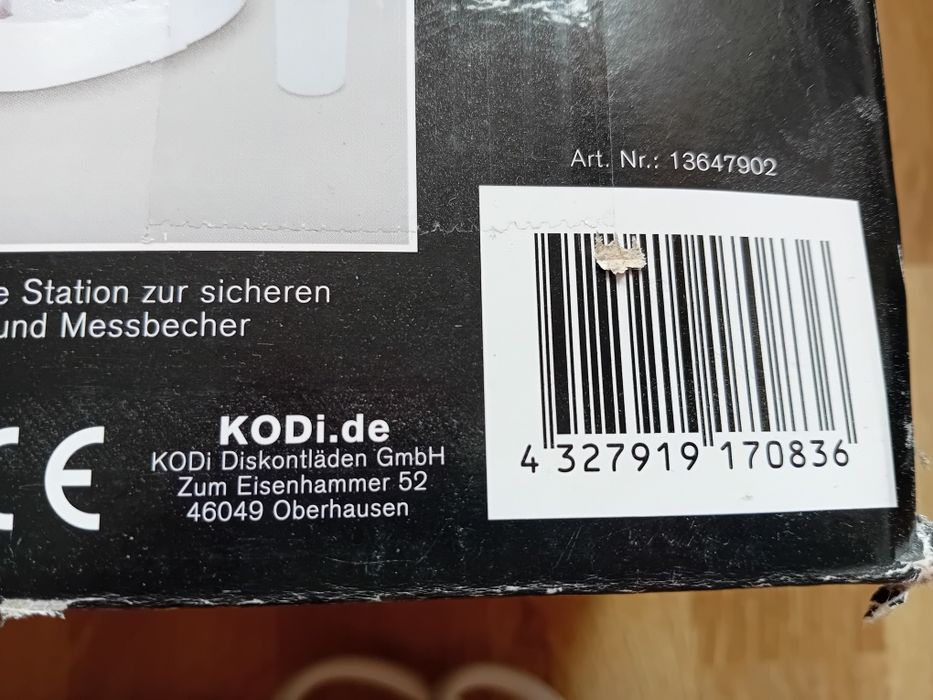 Art. Nr.: 13647902
e Station zur sicheren
und Messbecher
CE
KODi.de
KODi Diskontläden GmbH
Zum Eisenhammer 52
46049 Oberhausen
4 327919 170836